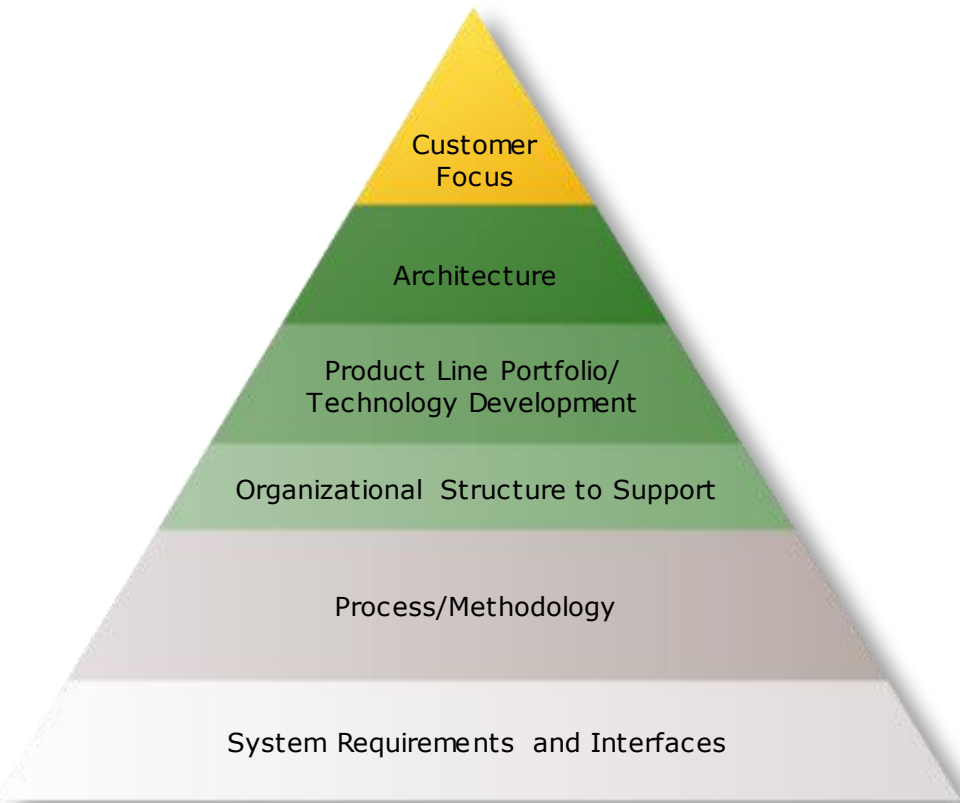 Customer
Focus
Architecture
Product Line Portfolio/
Technology Development
Organizational Structure to Support
Process/Methodology
System Requirements and Interfaces